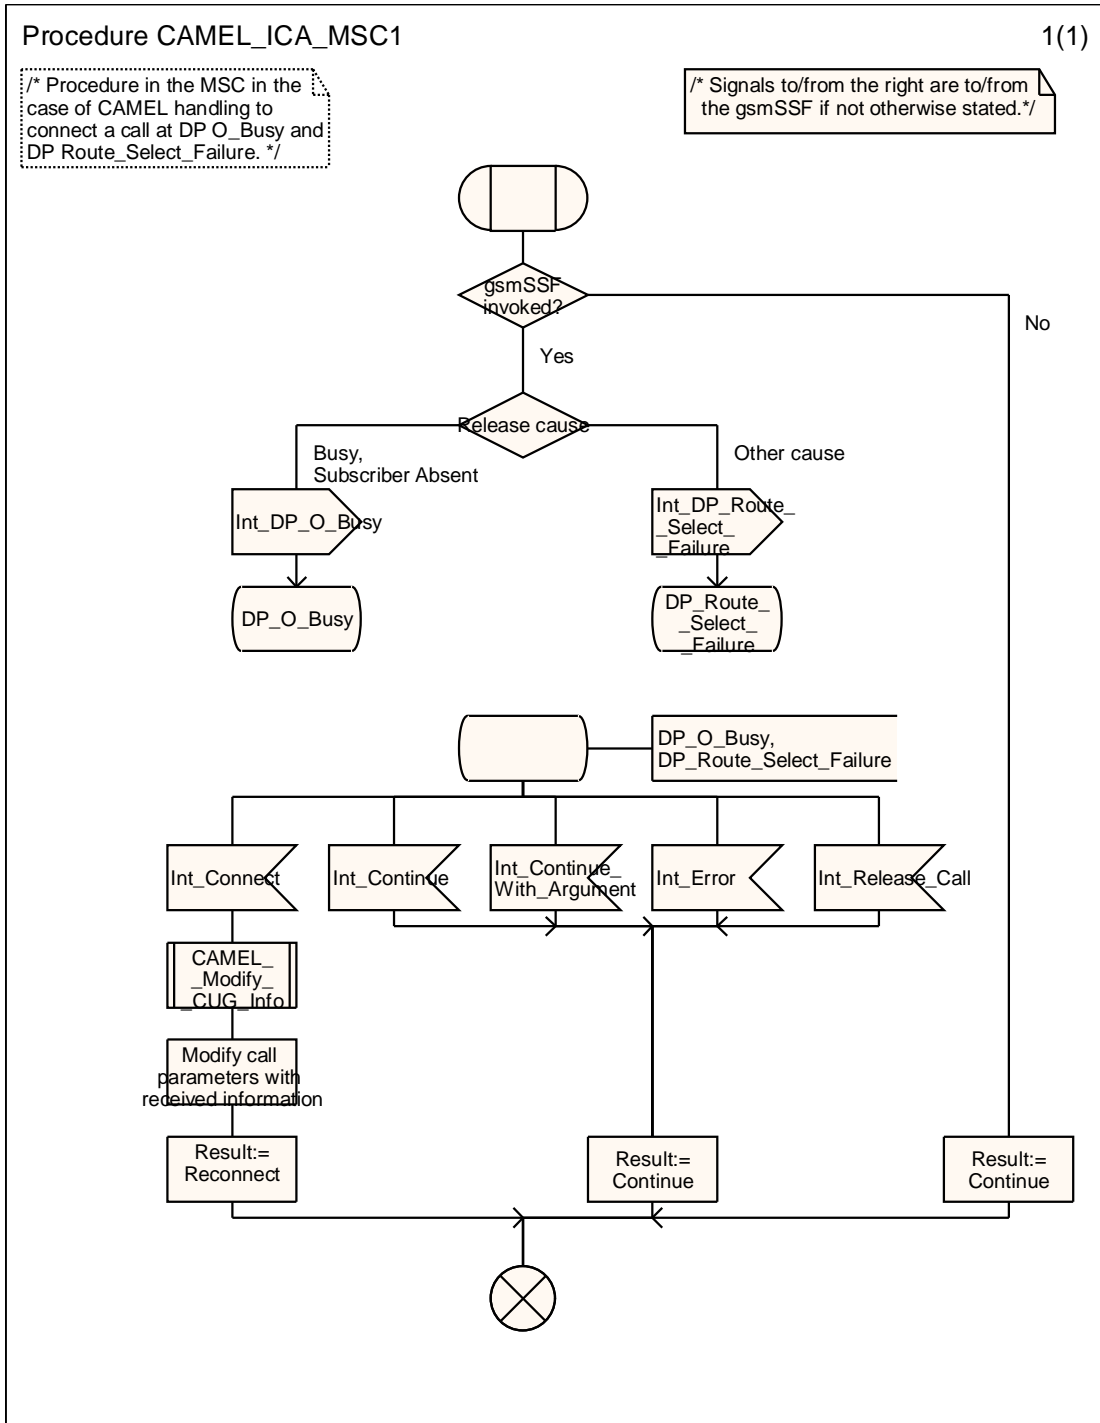 Procedure CAMEL_ICA_MSC1
1(1)
/* Procedure in the MSC in the
case of CAMEL handling to
connect a call at DP O_Busy and
DP Route_Select_Failure. */
/* Signals to/from the right are to/from
the gsmSSF if not otherwise stated.*/
gsmSSF
invoked?
No
Yes
Release cause
Busy,
Subscriber Absent
Other cause
Int_DP_O_Busy
Int_DP_Route_
_Select_
_Failure
DP_O_Busy
DP_Route_
_Select_
_Failure
DP_O_Busy,
DP_Route_Select_Failure
Int_Connect
Int_Continue
Int_Continue_
With_Argument
Int_Error
Int_Release_Call
CAMEL_
_Modify_
_CUG_Info
Modify call
parameters with
received information
Result:=
Reconnect
Result:=
Continue
Result:=
Continue